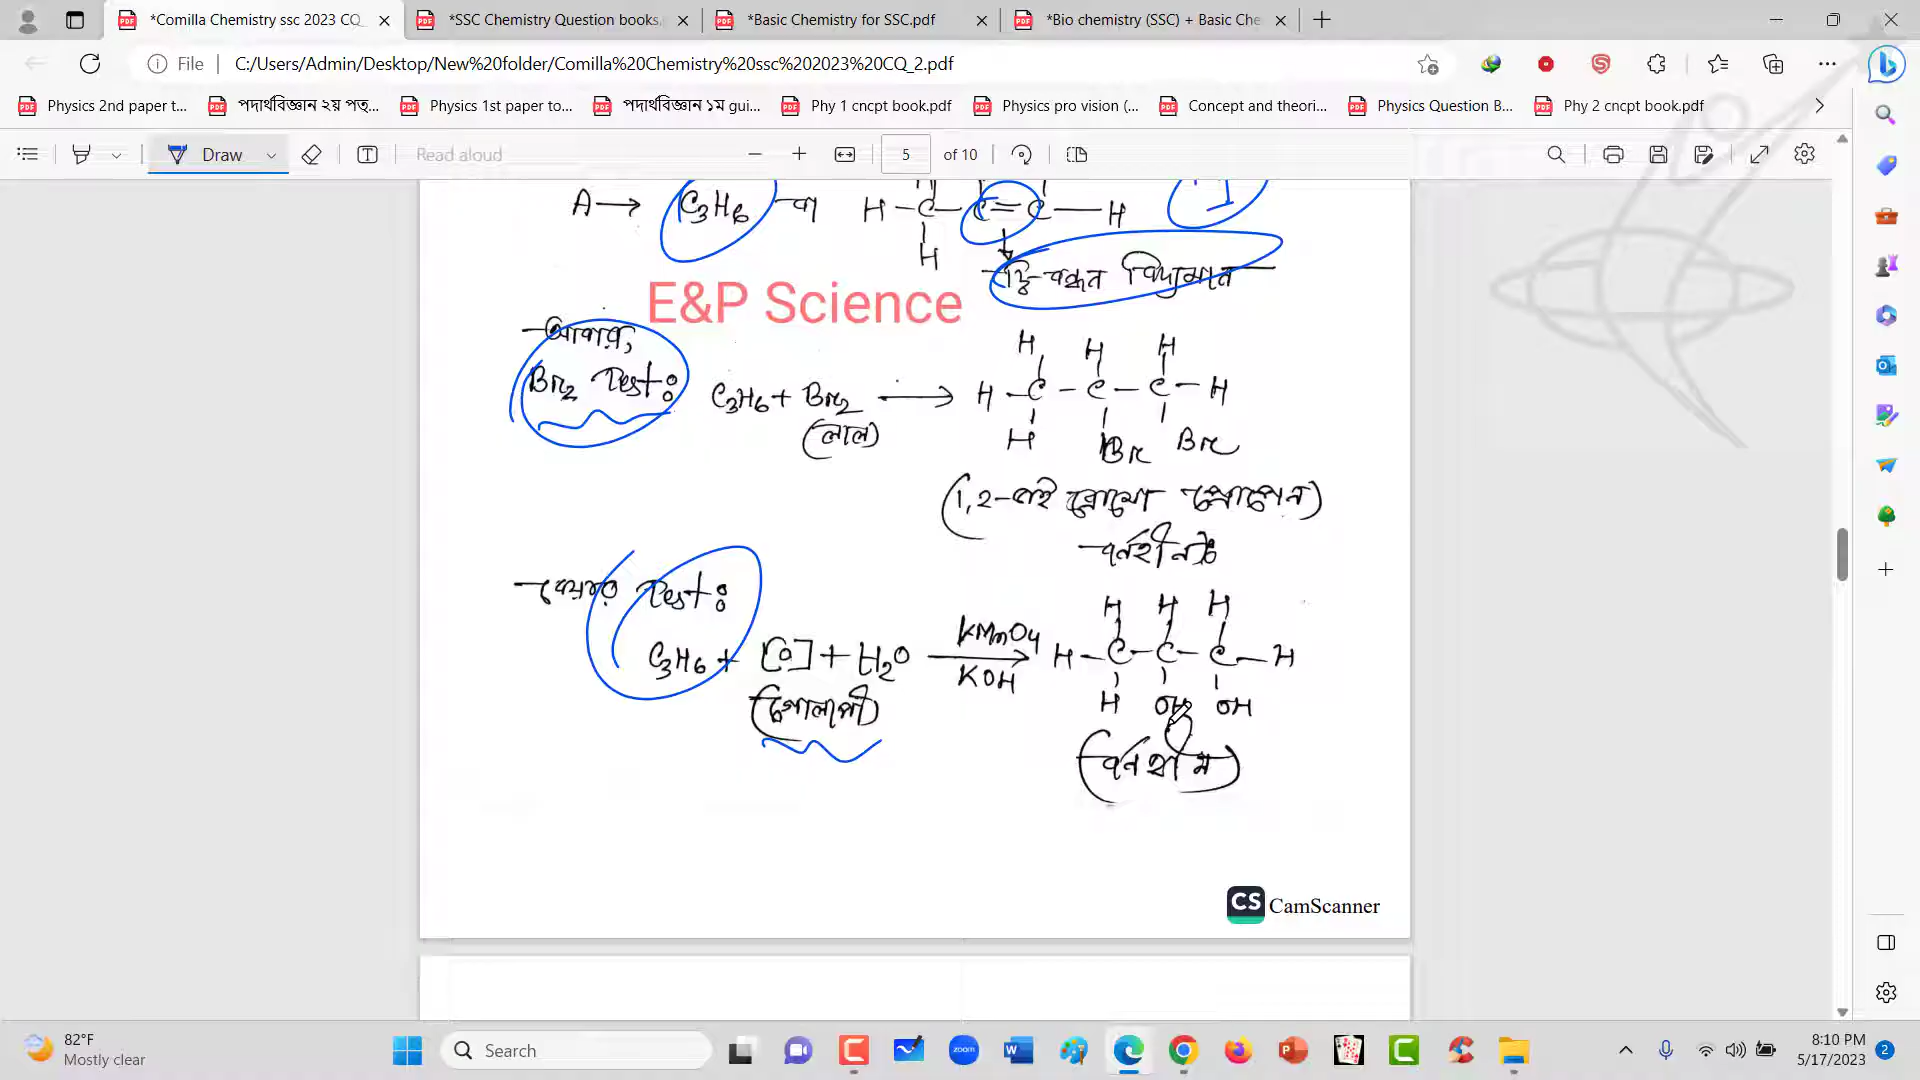 *Comilla Chemistry ssc 2023 CQ_
*SSC Chemistry Question books,
*Basic Chemistry for SSC.pdf
*Bio chemistry (SSC) + Basic Che
File
C:/Users/Admin/Desktop/New%20folder/Comilla%20Chemistry%20ssc%202023%20CQ_2.pdf
Physics 2nd paper t...
পদার্থবিজ্ঞান ২য় পত্...
Physics 1st paper to...
পদার্থবিজ্ঞান ১ম gui...
Phy 1 cncpt book.pdf
Physics pro vision (...
Concept and theori...
Physics Question B...
Phy 2 cncpt book.pdf
Draw
Read aloud
5 of 10
A → C3H6 বা H – C – C = C – H
H
দ্বি-বন্ধন বিদ্যমান
E&P Science
আবার,
Br2 Test: C3H6 + Br2 →
(লাল)
H H H
H – C – C – C – H
H Br Br
(1,2-ডাই ব্রোমো প্রোপেন)
বর্ণহীন
Test:
C3H6 + [O] + H2O
KMnO4
KOH
H H H
H – C – C – C – H
H OH OH
(গোলাপী)
(বর্ণহীন)
CS CamScanner
82°F
Mostly clear
Search
zoom
8:10 PM
5/17/2023
2